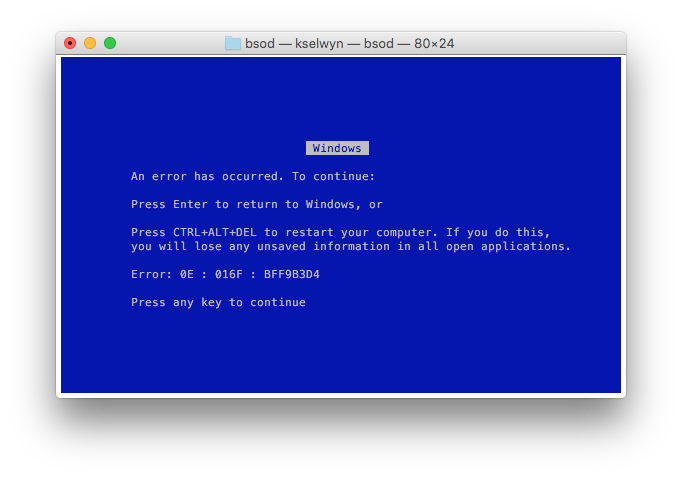 bsod — kselwyn — bsod — 80×24
Windows
An error has occurred. To continue:
Press Enter to return to Windows, or
Press CTRL+ALT+DEL to restart your computer. If you do this,
you will lose any unsaved information in all open applications.
Error: 0E : 016F : BFF9B3D4
Press any key to continue